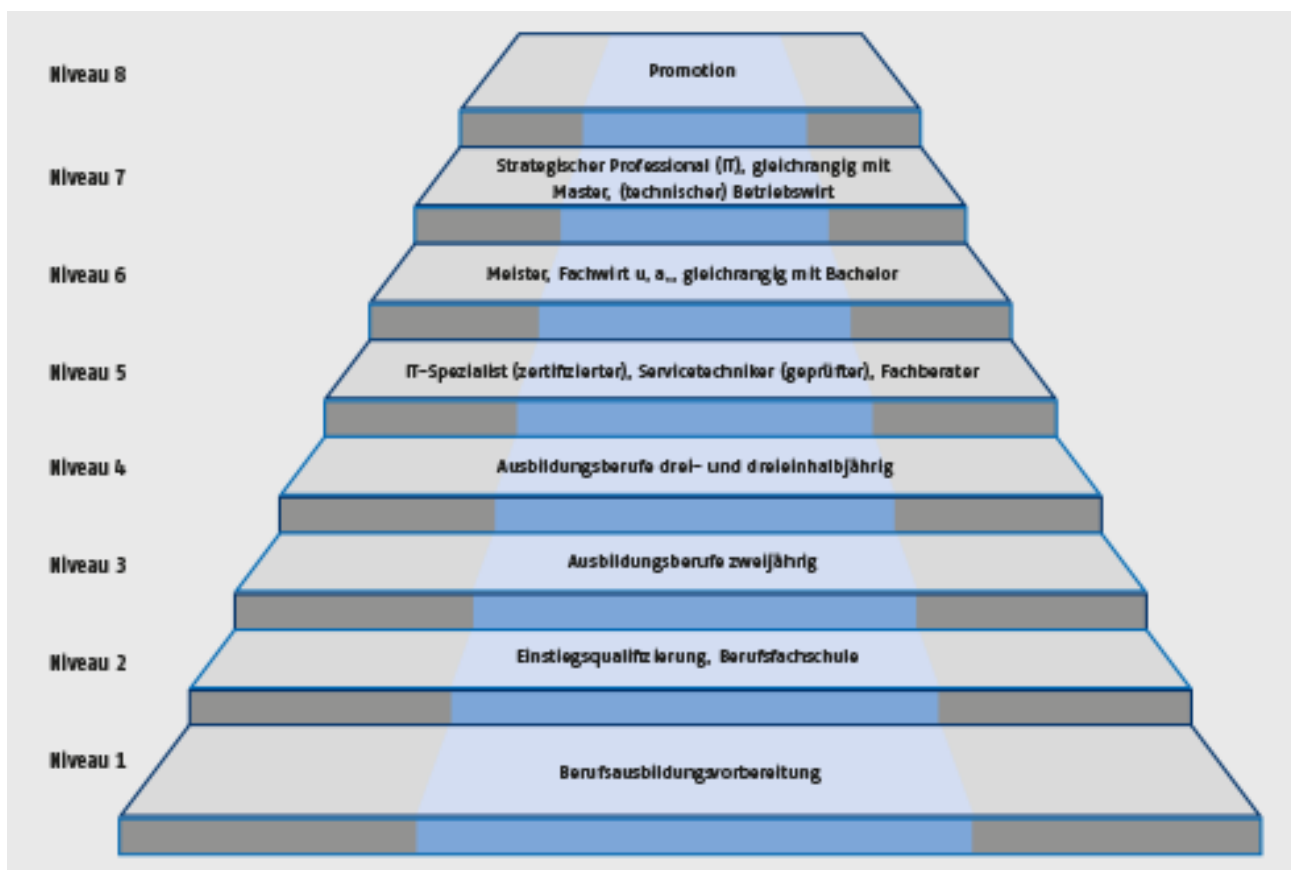 Niveau 8
Promotion
Niveau 7
Strategischer Professional (IT), gleichrangig mit
Master, (technischer) Betriebswirt
Niveau 6
Meister, Fachwirt u. a., gleichrangig mit Bachelor
Niveau 5
IT-Spezialist (zertifizierter), Servicetechniker (geprüfter), Fachberater
Niveau 4
Ausbildungsberufe drei- und dreieinhalbjährig
Niveau 3
Ausbildungsberufe zweijährig
Niveau 2
Einstiegsqualifizierung, Berufsfachschule
Niveau 1
Berufsausbildungsvorbereitung